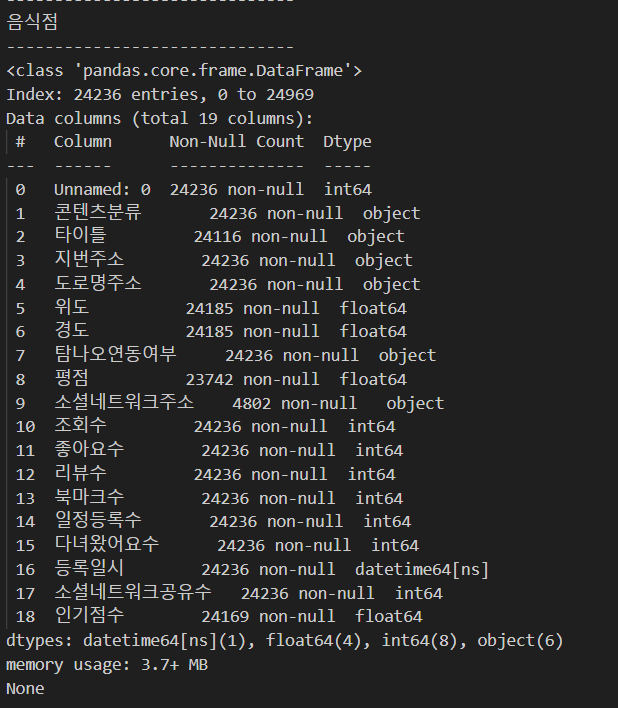 ------------------------------
음식점
------------------------------
<class 'pandas.core.frame.DataFrame'>
Index: 24236 entries, 0 to 24969
Data columns (total 19 columns):
 #   Column      Non-Null Count  Dtype
---  ------      --------------  -----
 0   Unnamed: 0  24236 non-null  int64
 1   콘텐츠분류       24236 non-null  object
 2   타이틀         24116 non-null  object
 3   지번주소        24236 non-null  object
 4   도로명주소       24236 non-null  object
 5   위도          24185 non-null  float64
 6   경도          24185 non-null  float64
 7   탐나오연동여부     24236 non-null  object
 8   평점          23742 non-null  float64
 9   소셜네트워크주소    4802 non-null   object
 10  조회수         24236 non-null  int64
 11  좋아요수        24236 non-null  int64
 12  리뷰수         24236 non-null  int64
 13  북마크수        24236 non-null  int64
 14  일정등록수       24236 non-null  int64
 15  다녀왔어요수      24236 non-null  int64
 16  등록일시        24236 non-null  datetime64[ns]
 17  소셜네트워크공유수   24236 non-null  int64
 18  인기점수        24169 non-null  float64
dtypes: datetime64[ns](1), float64(4), int64(8), object(6)
memory usage: 3.7+ MB
None